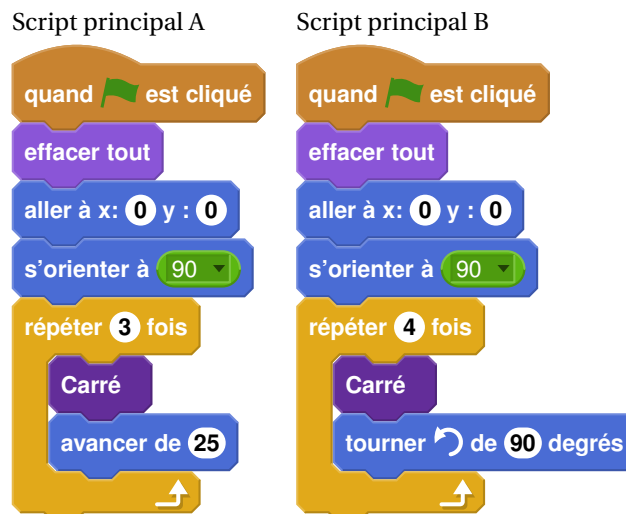 Script principal A
quand est cliqué
effacer tout
aller à x: 0 y : 0
s'orienter à 90
répéter 3 fois
Carré
avancer de 25
Script principal B
quand est cliqué
effacer tout
aller à x: 0 y : 0
s'orienter à 90
répéter 4 fois
Carré
tourner de 90 degrés